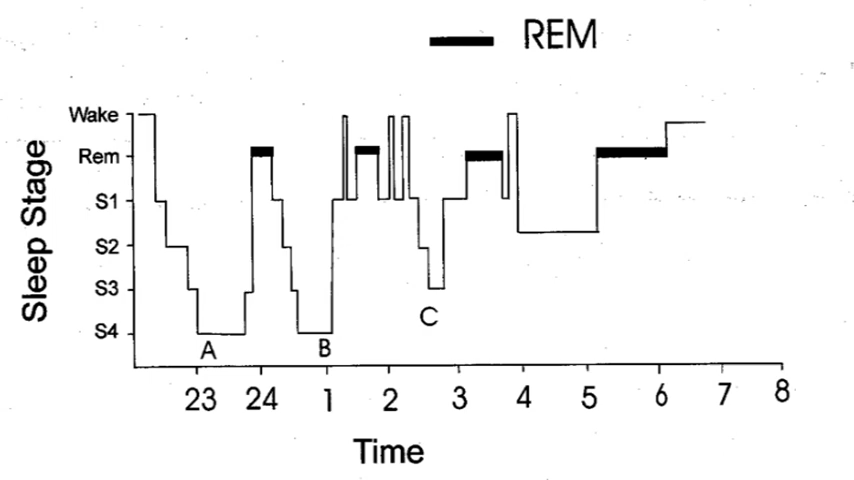 REM
Wake
Rem
S1
S2
S3
S4
Sleep Stage
A
B
C
23 24 1 2 3 4 5 6 7 8
Time